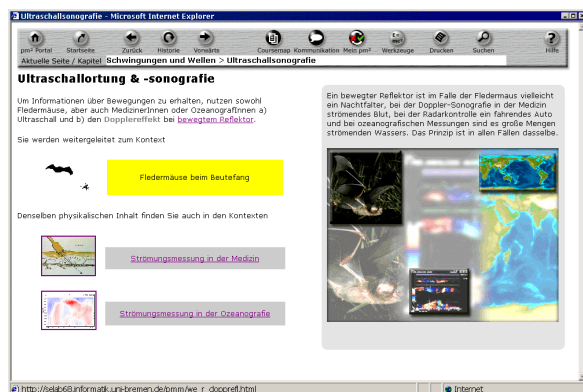 Ultraschallsonografie - Microsoft Internet Explorer
pm² Portal Startseite Zurück Historie Vorwärts Coursemap Kommunikation Mein pm² Werkzeuge Drucken Suchen Hilfe
Aktuelle Seite / Kapitel Schwingungen und Wellen > Ultraschallsonografie
Ultraschallortung & -sonografie
Um Informationen über Bewegungen zu erhalten, nutzen sowohl
Fledermäuse, aber auch MedizinerInnen oder OzeanografInnen a)
Ultraschall und b) den Dopplereffekt bei bewegtem Reflektor.
Sie werden weitergeleitet zum Kontext
Fledermäuse beim Beutefang
Denselben physikalischen Inhalt finden Sie auch in den Kontexten
Strömungsmessung in der Medizin
Strömungsmessung in der Ozeanografie
Ein bewegter Reflektor ist im Falle der Fledermaus vielleicht
ein Nachtfalter, bei der Doppler-Sonografie in der Medizin
strömendes Blut, bei der Radarkontrolle ein fahrendes Auto
und bei ozeanografischen Messungen sind es große Mengen
strömenden Wassers. Das Prinzip ist in allen Fällen dasselbe.
http://selab68.informatik.uni-bremen.de/pmm/we_r_dopprefl.html
Internet